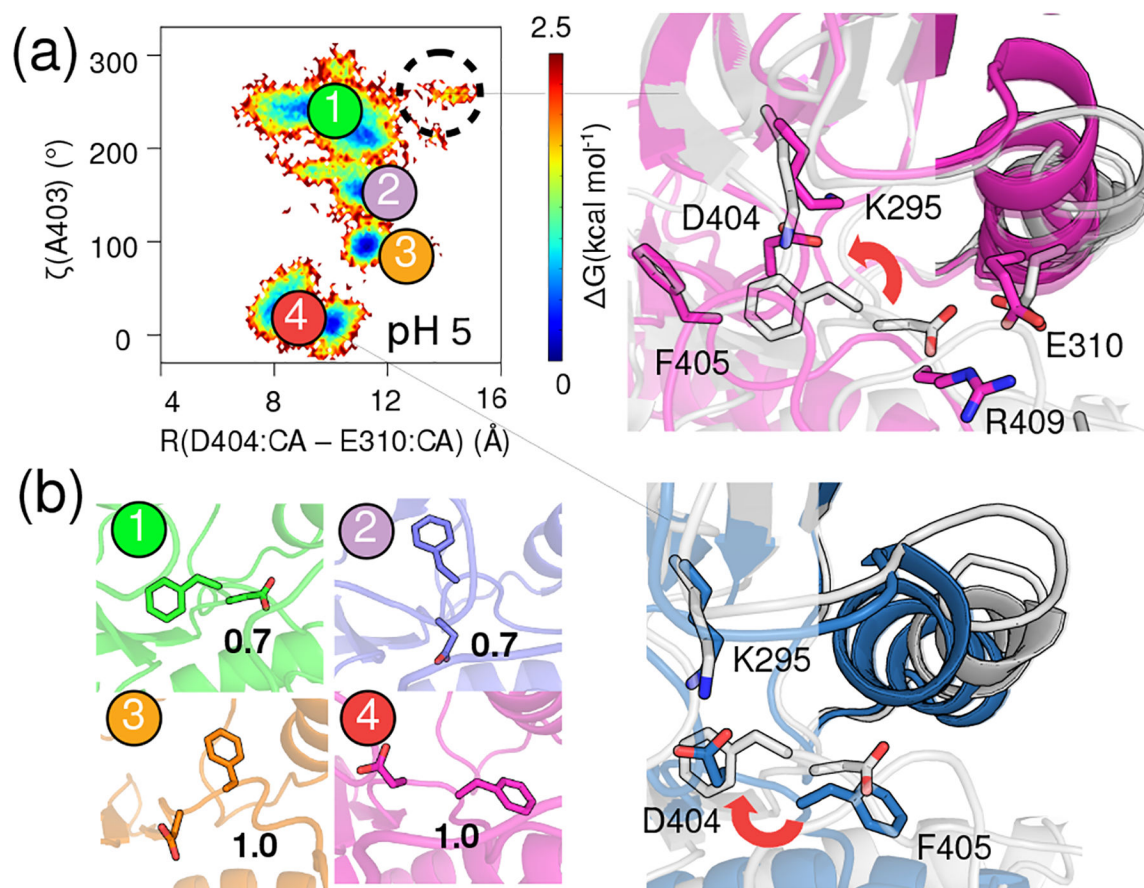 (a)
300
200
100
0
ζ(A403) (°)
1
2
3
4
pH 5
4 8 12 16
R(D404:CA – E310:CA) (Å)
2.5
0
ΔG(kcal mol⁻¹)
D404
K295
F405
E310
R409
(b)
1
0.7
2
0.7
3
1.0
4
1.0
K295
D404
F405